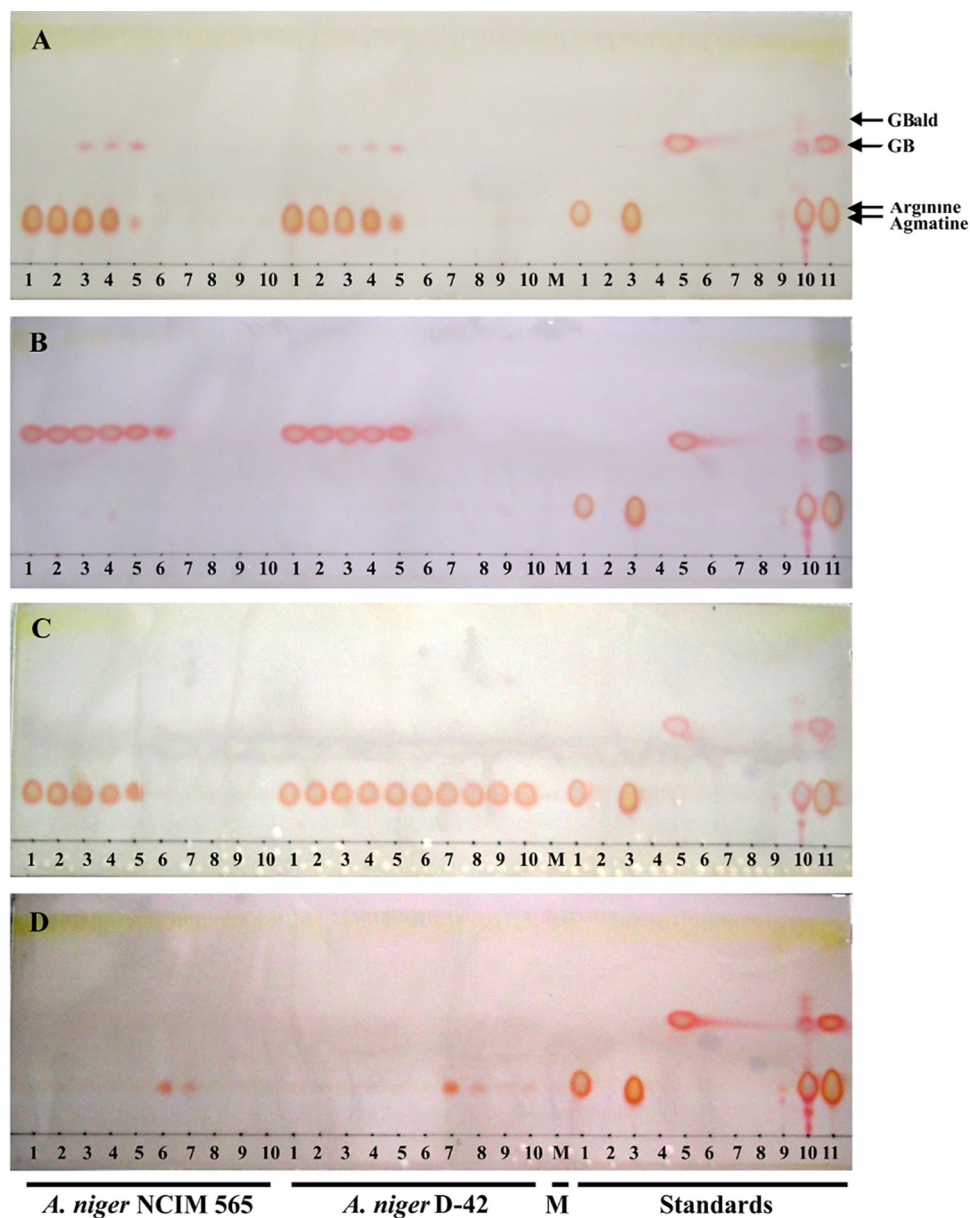 A
GBald
GB
Arginine
Agmatine
1 2 3 4 5 6 7 8 9 10 1 2 3 4 5 6 7 8 9 10 M 1 2 3 4 5 6 7 8 9 10 11
B
1 2 3 4 5 6 7 8 9 10 1 2 3 4 5 6 7 8 9 10 M 1 2 3 4 5 6 7 8 9 10 11
C
1 2 3 4 5 6 7 8 9 10 1 2 3 4 5 6 7 8 9 10 M 1 2 3 4 5 6 7 8 9 10 11
D
1 2 3 4 5 6 7 8 9 10 1 2 3 4 5 6 7 8 9 10 M 1 2 3 4 5 6 7 8 9 10 11
A. niger NCIM 565 A. niger D-42 M Standards